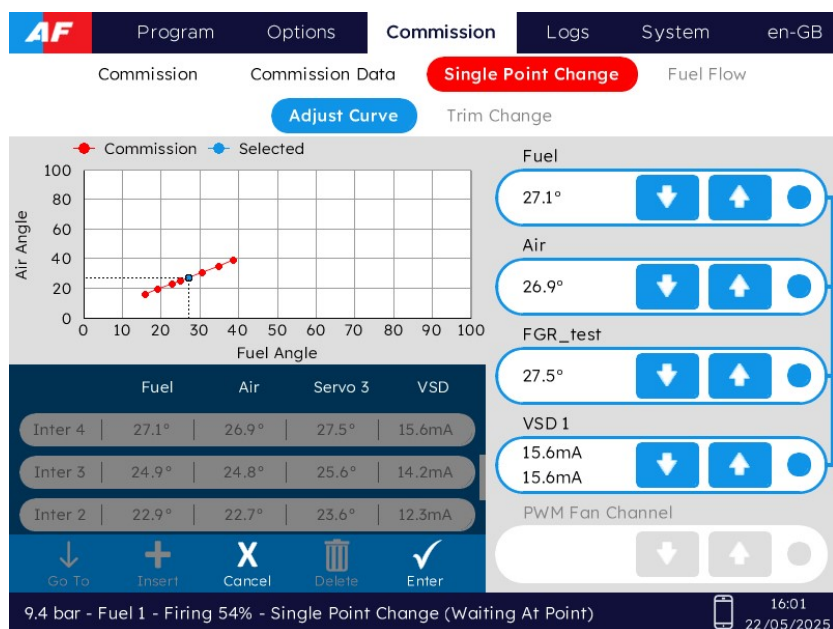 AF Program Options Commission Logs System en-GB
Commission Commission Data Single Point Change Fuel Flow
Adjust Curve Trim Change
Commission Selected
100
80
60
40
20
0
Air Angle
0 10 20 30 40 50 60 70 80 90 100
Fuel Angle
Fuel Air Servo 3 VSD
Inter 4 | 27.1° | 26.9° | 27.5° | 15.6mA
Inter 3 | 24.9° | 24.8° | 25.6° | 14.2mA
Inter 2 | 22.9° | 22.7° | 23.6° | 12.3mA
Go To Insert X Cancel Delete Enter
Fuel
27.1°
Air
26.9°
FGR_test
27.5°
VSD 1
15.6mA
15.6mA
PWM Fan Channel
9.4 bar - Fuel 1 - Firing 54% - Single Point Change (Waiting At Point)
16:01
22/05/2025